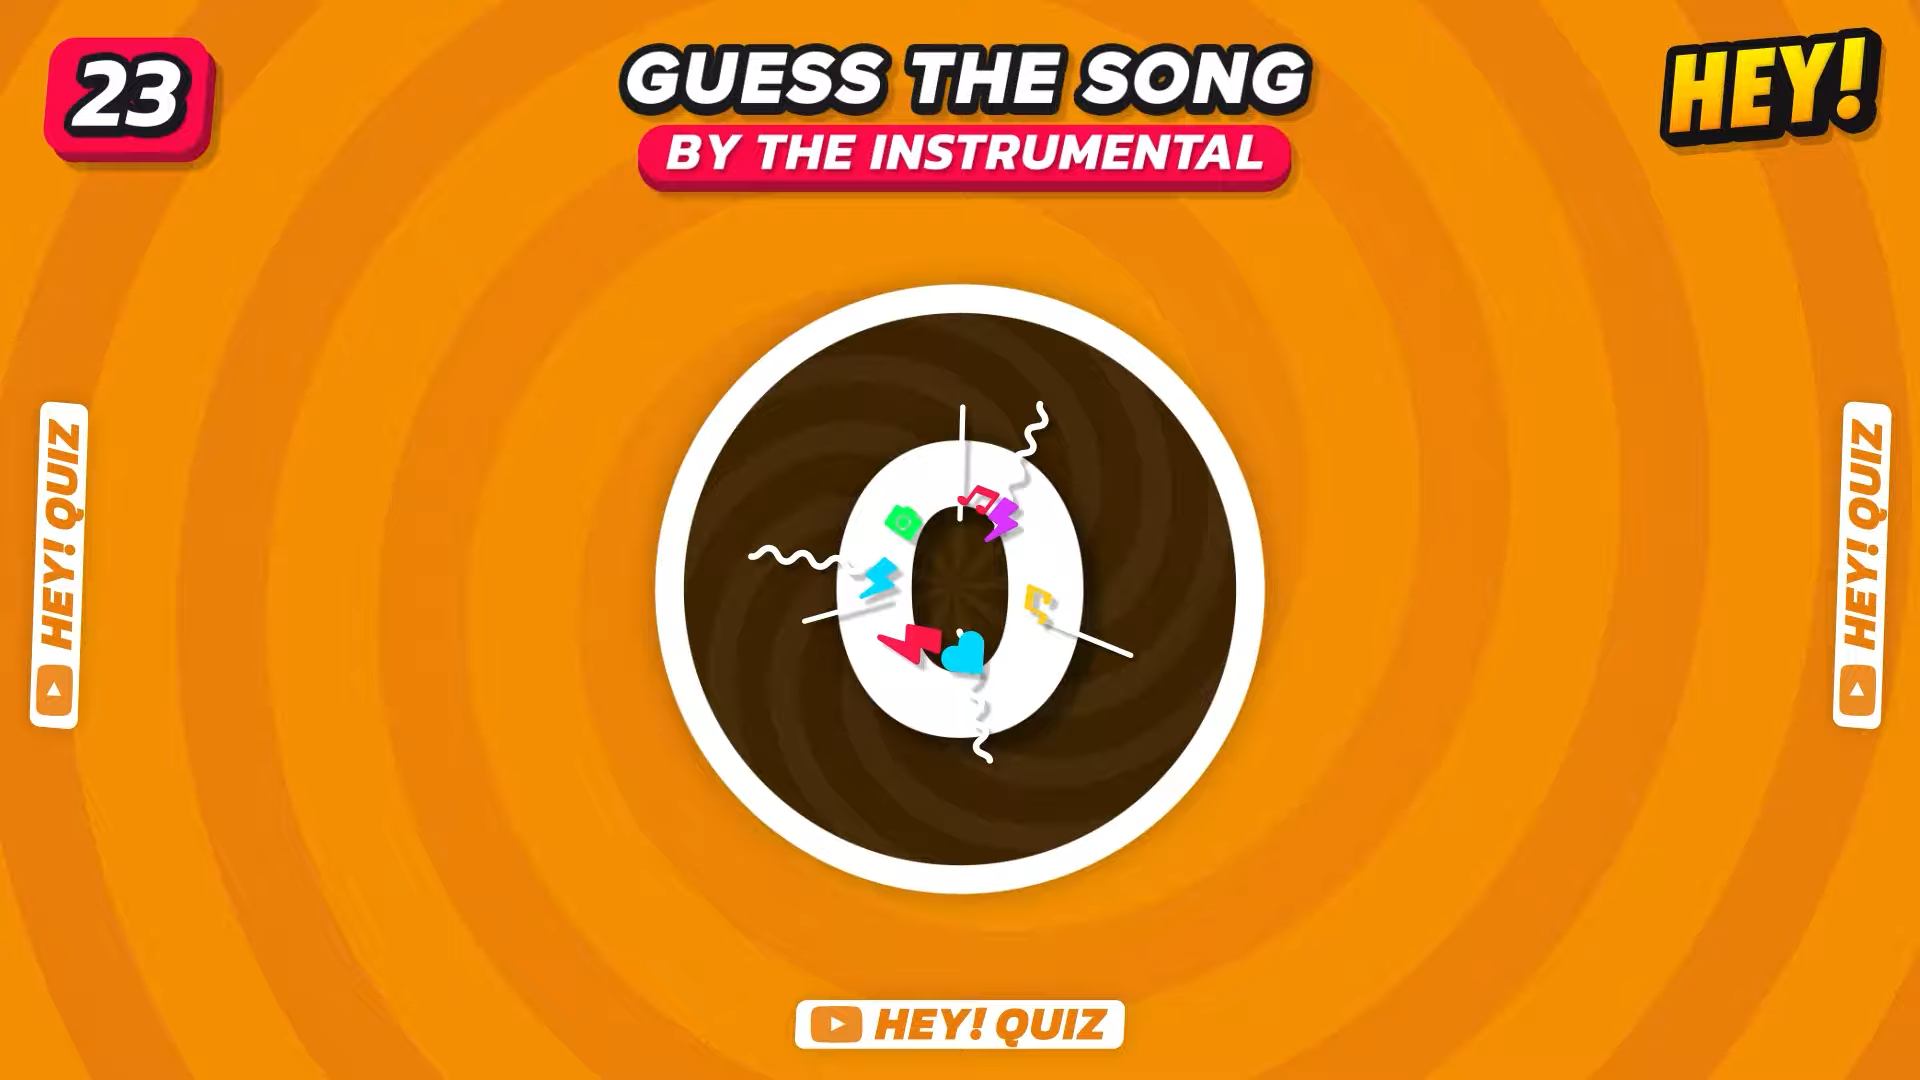 23
GUESS THE SONG
BY THE INSTRUMENTAL
HEY!
0
HEY! QUIZ
HEY! QUIZ
HEY! QUIZ